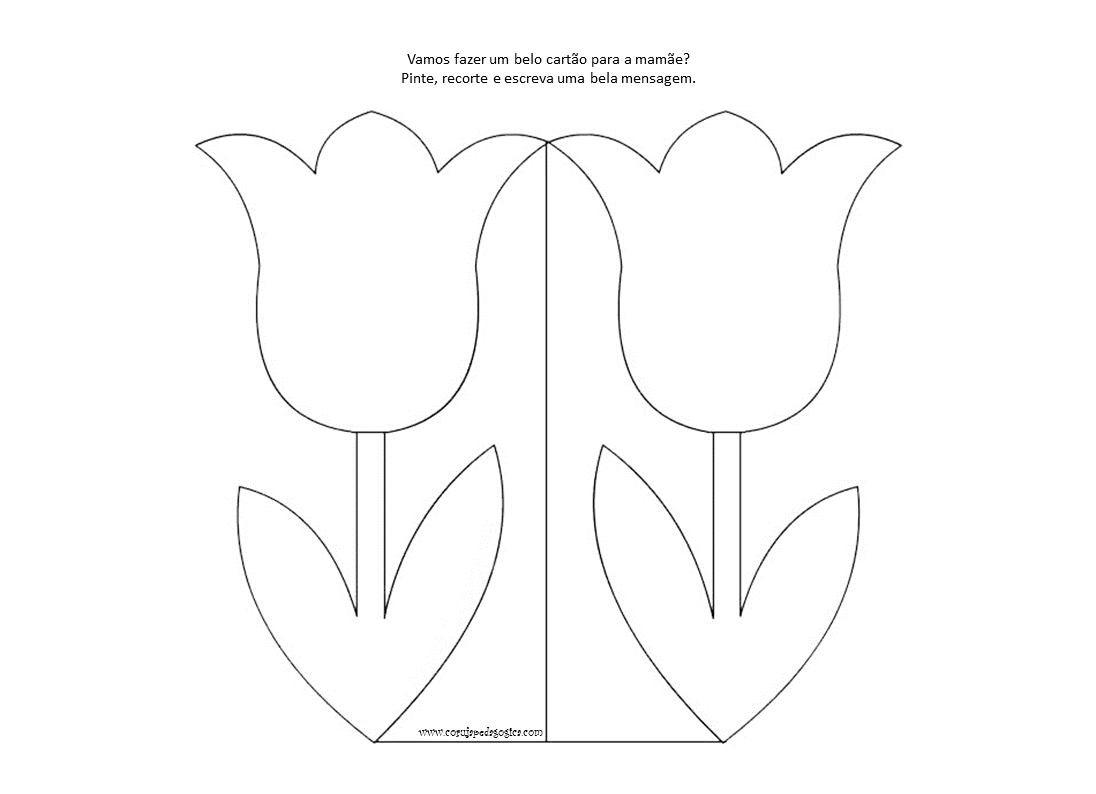 Vamos fazer um belo cartão para a mamãe?
Pinte, recorte e escreva uma bela mensagem.
www.corujapedagogica.com